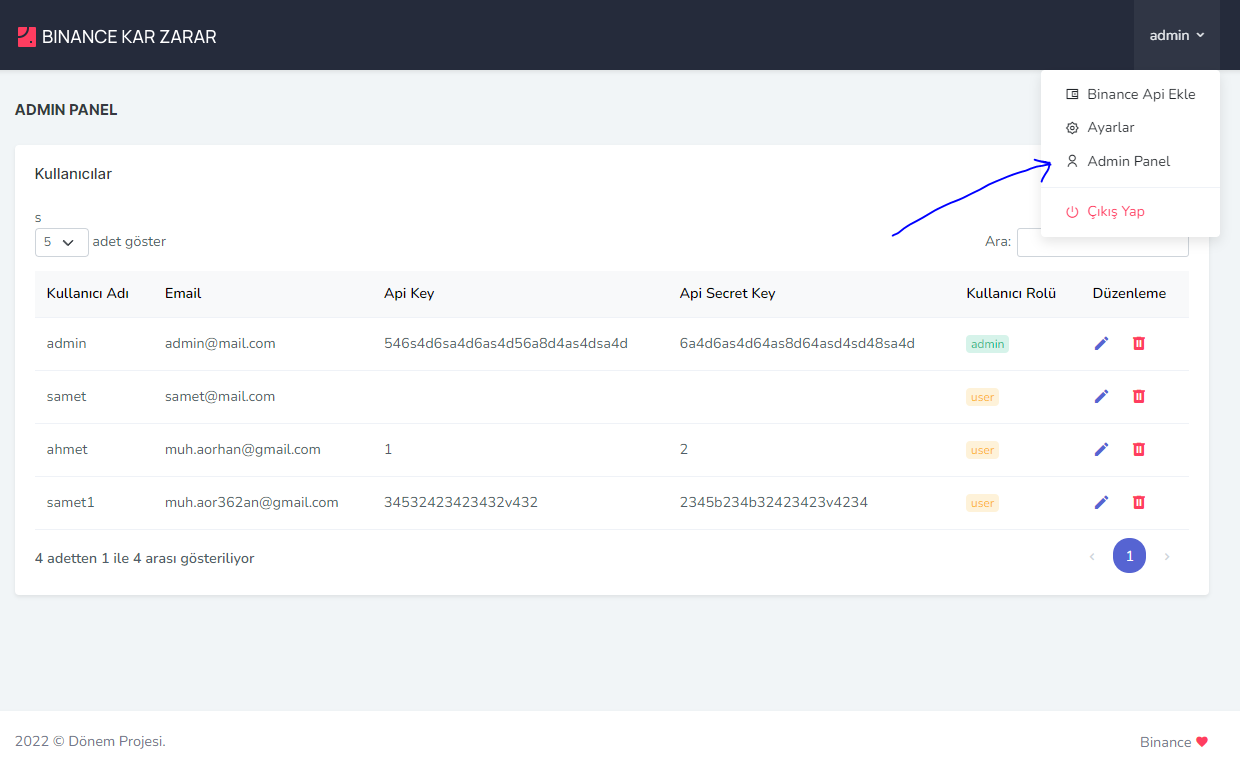 BINANCE KAR ZARAR
admin
Binance Api Ekle
Ayarlar
Admin Panel
Çıkış Yap
ADMIN PANEL
Kullanıcılar
s
5 adet göster
Ara:
Kullanıcı Adı Email Api Key Api Secret Key Kullanıcı Rolü Düzenleme
admin admin@mail.com 546s4d6sa4d6as4d56a8d4as4dsa4d 6a4d6as4d64as8d64asd4sd48sa4d admin
samet samet@mail.com user
ahmet muh.aorhan@gmail.com 1 2 user
samet1 muh.aor362an@gmail.com 34532423423432v432 2345b234b32423423v4234 user
4 adetten 1 ile 4 arası gösteriliyor
1
2022 © Dönem Projesi.
Binance